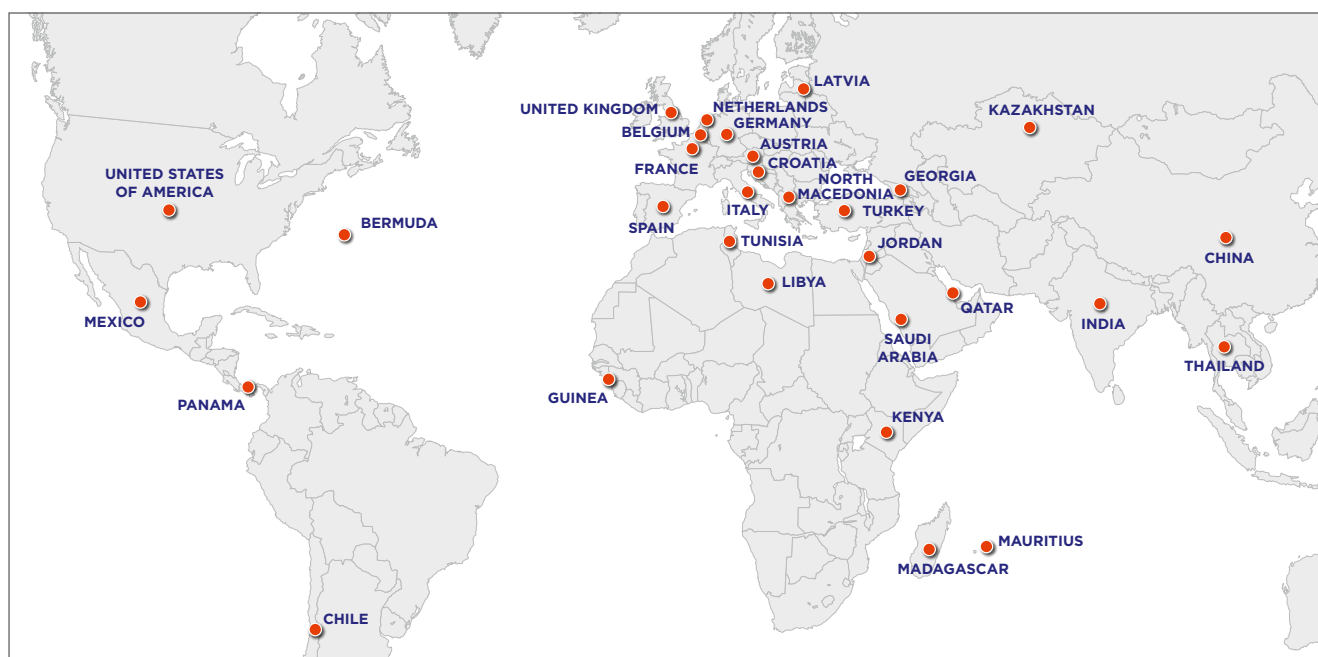 LATVIA
UNITED KINGDOM
NETHERLANDS
GERMANY
KAZAKHSTAN
BELGIUM
AUSTRIA
FRANCE
CROATIA
UNITED STATES
OF AMERICA
NORTH
MACEDONIA
GEORGIA
ITALY
TURKEY
BERMUDA
SPAIN
TUNISIA
JORDAN
CHINA
LIBYA
QATAR
MEXICO
INDIA
SAUDI
ARABIA
THAILAND
PANAMA
GUINEA
KENYA
MAURITIUS
MADAGASCAR
CHILE